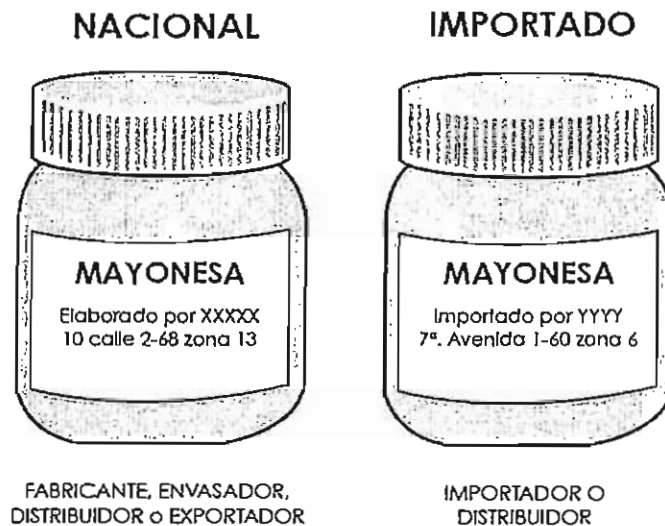 NACIONAL
MAYONESA
Elaborado por XXXXX
10 calle 2-68 zona 13
FABRICANTE, ENVASADOR,
DISTRIBUIDOR o EXPORTADOR
IMPORTADO
MAYONESA
Importado por YYYY
7ª. Avenida 1-60 zona 6
IMPORTADOR O
DISTRIBUIDOR